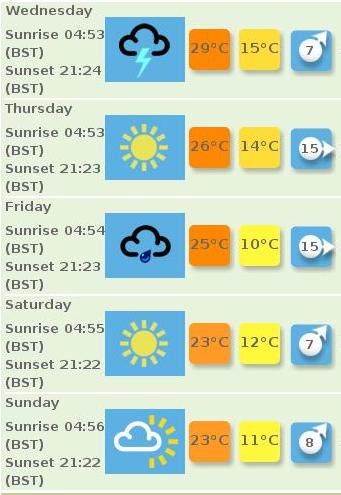 Wednesday
Sunrise 04:53
(BST)
Sunset 21:24
(BST)
29°C 15°C 7
Thursday
Sunrise 04:53
(BST)
Sunset 21:23
(BST)
26°C 14°C 15
Friday
Sunrise 04:54
(BST)
Sunset 21:23
(BST)
25°C 10°C 15
Saturday
Sunrise 04:55
(BST)
Sunset 21:22
(BST)
23°C 12°C 7
Sunday
Sunrise 04:56
(BST)
Sunset 21:22
(BST)
23°C 11°C 8